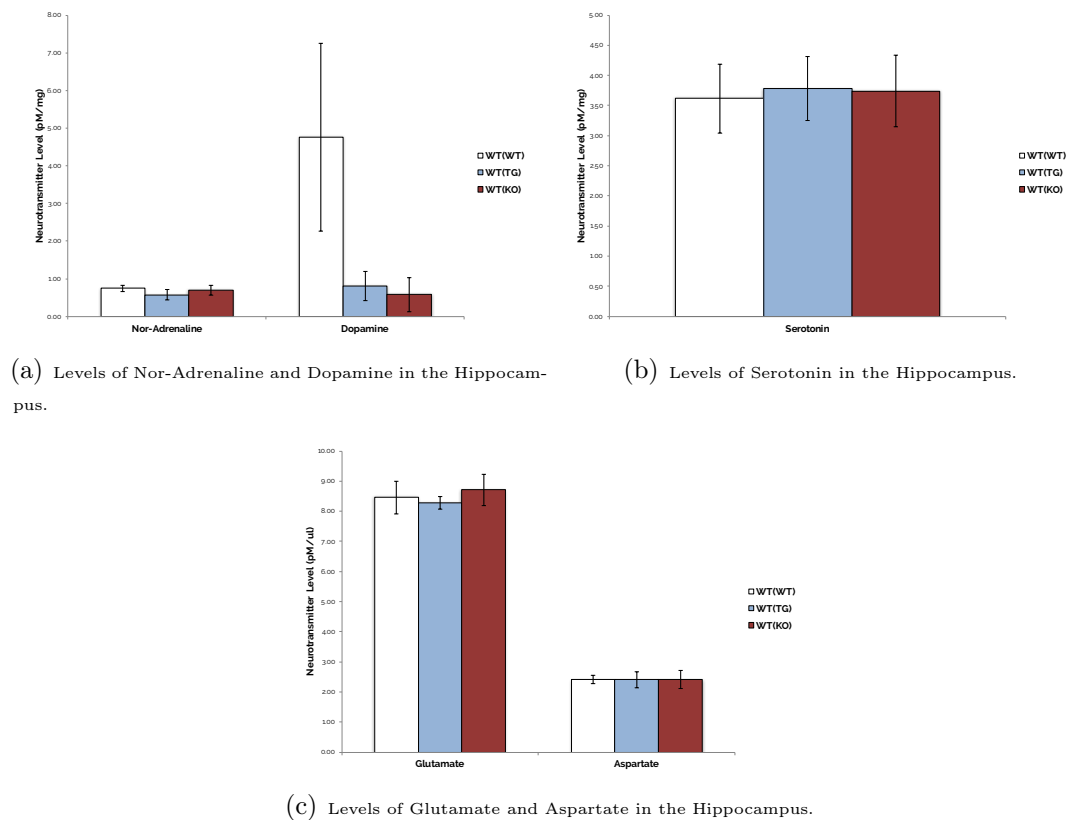 8.00
7.00
6.00
5.00
4.00
3.00
2.00
1.00
0.00
Neurotransmitter Level (pM/mg)
Nor-Adrenaline
Dopamine
WT(WT)
WT(TG)
WT(KO)
(a) Levels of Nor-Adrenaline and Dopamine in the Hippocam-
pus.
5.00
4.50
4.00
3.50
3.00
2.50
2.00
1.50
1.00
0.50
0.00
Neurotransmitter Level (pM/mg)
Serotonin
WT(WT)
WT(TG)
WT(KO)
(b) Levels of Serotonin in the Hippocampus.
10.00
9.00
8.00
7.00
6.00
5.00
4.00
3.00
2.00
1.00
0.00
Neurotransmitter Level (pM/ul)
Glutamate
Aspartate
WT(WT)
WT(TG)
WT(KO)
(c) Levels of Glutamate and Aspartate in the Hippocampus.